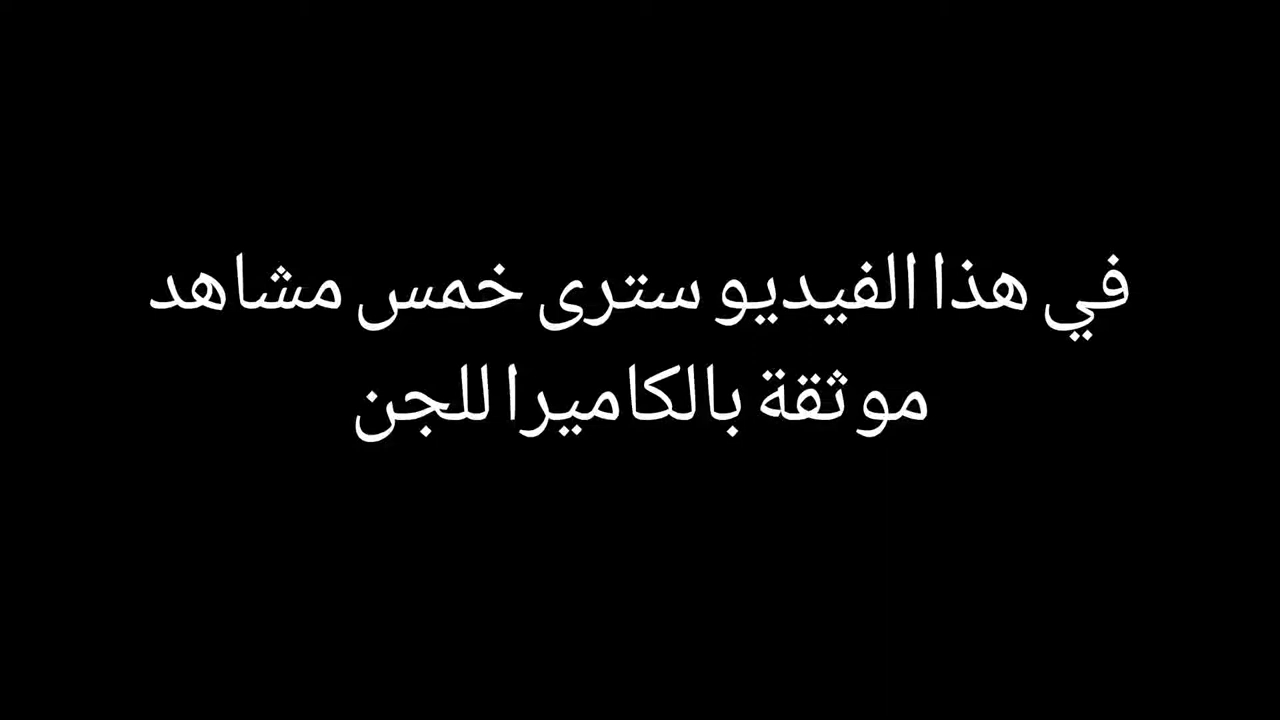 في هذا الفيديو سترى خمس مشاهد
موثقة بالكاميرا للجن